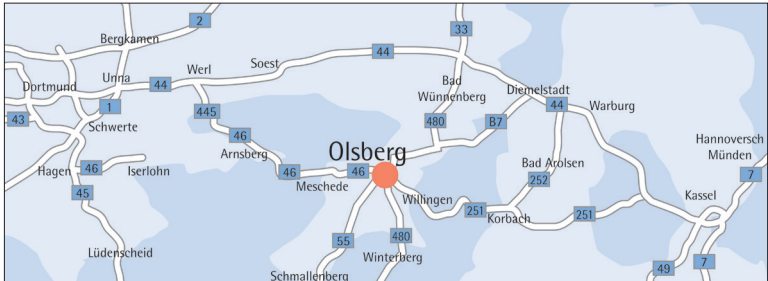 2
33
Bergkamen
44
Soest
Werl
Unna
44
Bad
Wünnenberg
Diemelstadt
Dortmund
1
44
Warburg
445
43
480
B7
Schwerte
46
Hannoversch
Münden
Olsberg
Arnsberg
Bad Arolsen
Hagen
46
Iserlohn
46
46
7
252
Meschede
45
Willingen
Kassel
251
Korbach
251
480
55
Lüdenscheid
Winterberg
7
49
Schmallenberg